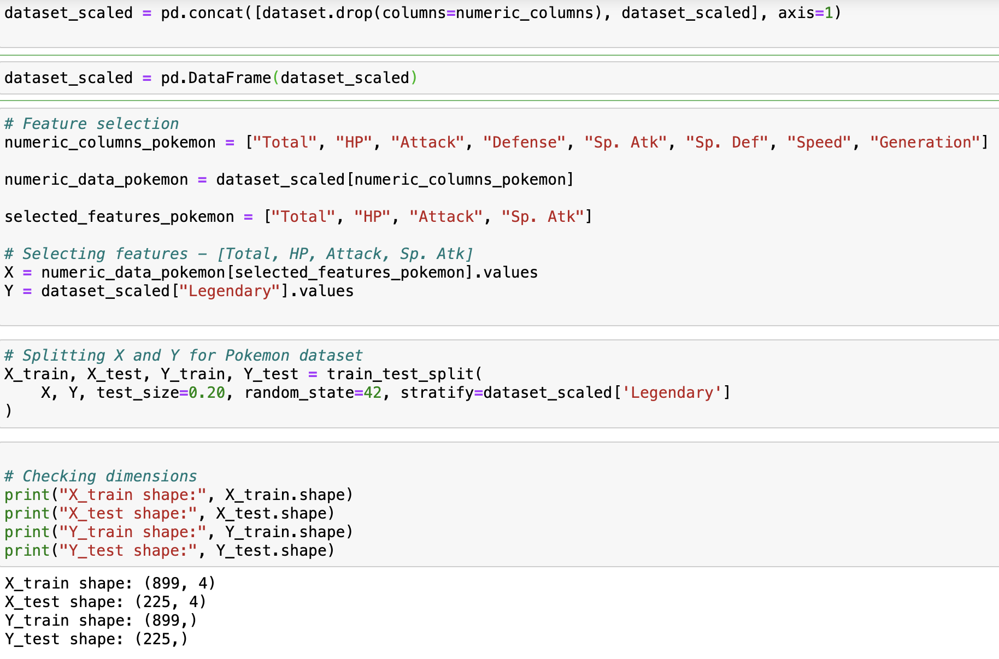 dataset_scaled = pd.concat([dataset.drop(columns=numeric_columns), dataset_scaled], axis=1)
dataset_scaled = pd.DataFrame(dataset_scaled)
# Feature selection
numeric_columns_pokemon = ["Total", "HP", "Attack", "Defense", "Sp. Atk", "Sp. Def", "Speed", "Generation"]
numeric_data_pokemon = dataset_scaled[numeric_columns_pokemon]
selected_features_pokemon = ["Total", "HP", "Attack", "Sp. Atk"]
# Selecting features – [Total, HP, Attack, Sp. Atk]
X = numeric_data_pokemon[selected_features_pokemon].values
Y = dataset_scaled["Legendary"].values
# Splitting X and Y for Pokemon dataset
X_train, X_test, Y_train, Y_test = train_test_split(
    X, Y, test_size=0.20, random_state=42, stratify=dataset_scaled['Legendary']
)
# Checking dimensions
print("X_train shape:", X_train.shape)
print("X_test shape:", X_test.shape)
print("Y_train shape:", Y_train.shape)
print("Y_test shape:", Y_test.shape)
X_train shape: (899, 4)
X_test shape: (225, 4)
Y_train shape: (899,)
Y_test shape: (225,)